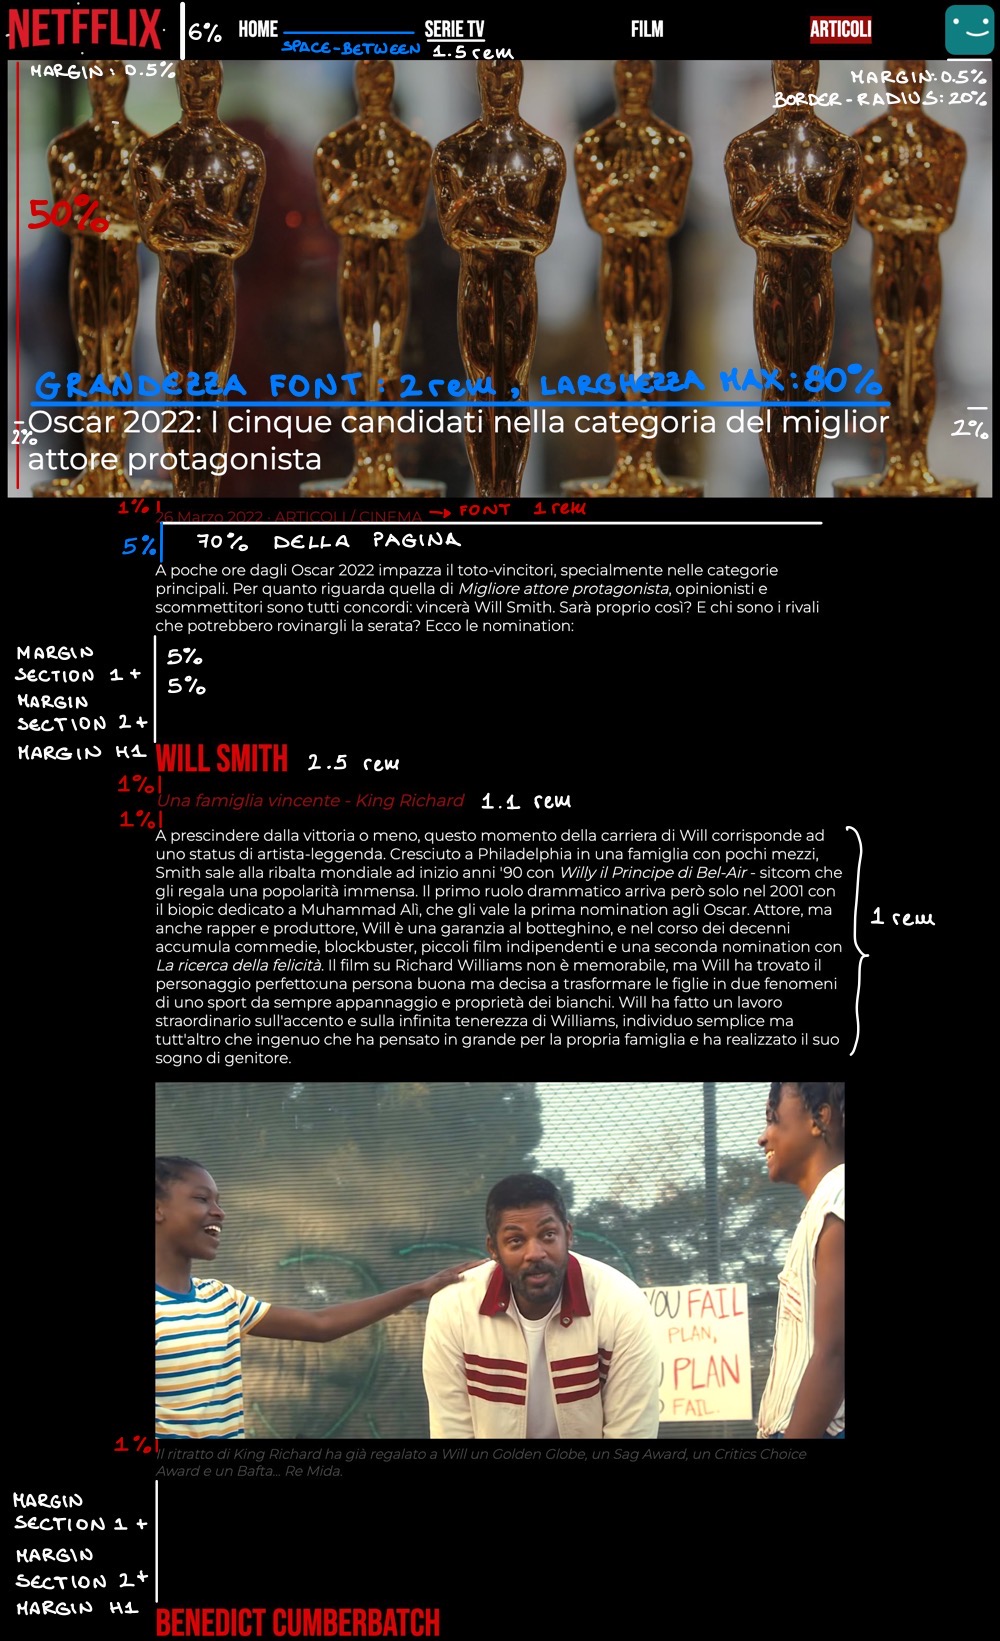 NETFFLIX
6%
HOME
SERIE TV
FILM
ARTICOLI
SPACE-BETWEEN
1.5 rem
MARGIN: 0.5%
MARGIN: 0.5%
BORDER-RADIUS: 20%
50%
GRANDEZZA FONT: 2 rem, LARGHEZZA MAX: 80%
2%
Oscar 2022: I cinque candidati nella categoria del miglior
attore protagonista
2%
1%
26 Marzo 2022 - ARTICOLI / CINEMA → FONT 1 rem
5%
70% DELLA PAGINA
A poche ore dagli Oscar 2022 impazza il toto-vincitori, specialmente nelle categorie
principali. Per quanto riguarda quella di Migliore attore protagonista, opinionisti e
scommettitori sono tutti concordi: vincerà Will Smith. Sarà proprio così? E chi sono i rivali
che potrebbero rovinargli la serata? Ecco le nomination:
MARGIN
SECTION 1 +
MARGIN
SECTION 2 +
MARGIN H1
5%
5%
WILL SMITH
2.5 rem
1%
Una famiglia vincente - King Richard
1.1 rem
1%
A prescindere dalla vittoria o meno, questo momento della carriera di Will corrisponde ad
uno status di artista-leggenda. Cresciuto a Philadelphia in una famiglia con pochi mezzi,
Smith sale alla ribalta mondiale ad inizio anni '90 con Willy il Principe di Bel-Air - sitcom che
gli regala una popolarità immensa. Il primo ruolo drammatico arriva però solo nel 2001 con
il biopic dedicato a Muhammad Alì, che gli vale la prima nomination agli Oscar. Attore, ma
anche rapper e produttore, Will è una garanzia al botteghino, e nel corso dei decenni
accumula commedie, blockbuster, piccoli film indipendenti e una seconda nomination con
La ricerca della felicità. Il film su Richard Williams non è memorabile, ma Will ha trovato il
personaggio perfetto:una persona buona ma decisa a trasformare le figlie in due fenomeni
di uno sport da sempre appannaggio e proprietà dei bianchi. Will ha fatto un lavoro
straordinario sull'accento e sulla infinita tenerezza di Williams, individuo semplice ma
tutt'altro che ingenuo che ha pensato in grande per la propria famiglia e ha realizzato il suo
sogno di genitore.
1 rem
YOU FAIL
PLAN,
PLAN
FAIL.
1%
Il ritratto di King Richard ha già regalato a Will un Golden Globe, un Sag Award, un Critics Choice
Award e un Bafta... Re Mida.
MARGIN
SECTION 1 +
MARGIN
SECTION 2 +
MARGIN H1
BENEDICT CUMBERBATCH